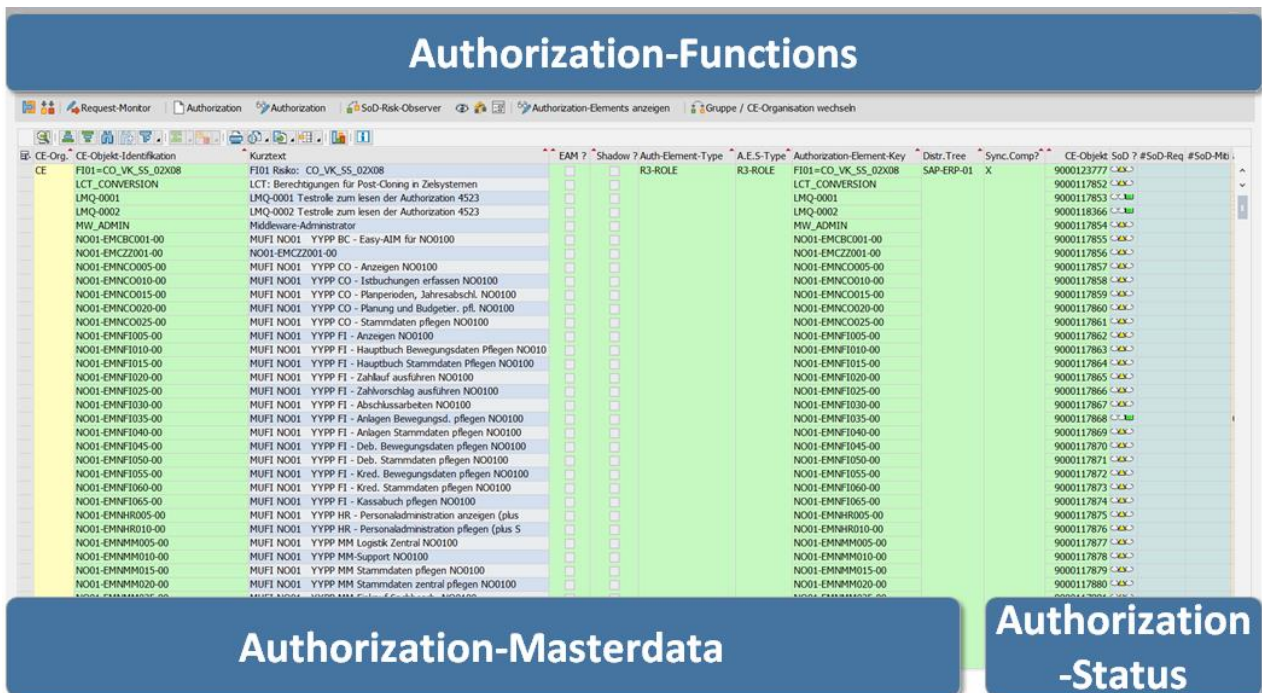 Authorization-Functions
Request-Monitor Authorization Authorization SoD-Risk-Observer Authorization-Elements anzeigen Gruppe / CE-Organisation wechseln
CE-Org. CE-Objekt-Identifikation Kurztext EAM ? Shadow ? Auth-Element-Type A.E.S-Type Authorization-Element-Key Distr.Tree Sync.Comp? CE-Objekt SoD ? #SoD-Req #SoD-Miti
CE FI01=CO_VK_SS_02X08 FI01 Risiko: CO_VK_SS_02X08 R3-ROLE R3-ROLE FI01=CO_VK_SS_02X08 SAP-ERP-01 X 9000123777
LCT_CONVERSION LCT: Berechtigungen für Post-Cloning in Zielsystemen LCT_CONVERSION 9000117852
LMQ-0001 LMQ-0001 Testrolle zum lesen der Authorization 4523 LMQ-0001 9000117853
LMQ-0002 LMQ-0002 Testrolle zum lesen der Authorization 4523 LMQ-0002 9000118366
MW_ADMIN Middleware-Administrator MW_ADMIN 9000117854
NO01-EMCBC001-00 MUFI NO01 YYPP BC - Easy-AIM für NO0100 NO01-EMCBC001-00 9000117855
NO01-EMCZZ001-00 NO01-EMCZZ001-00 NO01-EMCZZ001-00 9000117856
NO01-EMNCO005-00 MUFI NO01 YYPP CO - Anzeigen NO0100 NO01-EMNCO005-00 9000117857
NO01-EMNCO010-00 MUFI NO01 YYPP CO - Istbuchungen erfassen NO0100 NO01-EMNCO010-00 9000117858
NO01-EMNCO015-00 MUFI NO01 YYPP CO - Planperioden, Jahresabschl. NO0100 NO01-EMNCO015-00 9000117859
NO01-EMNCO020-00 MUFI NO01 YYPP CO - Planung und Budgetier. pfl. NO0100 NO01-EMNCO020-00 9000117860
NO01-EMNCO025-00 MUFI NO01 YYPP CO - Stammdaten pflegen NO0100 NO01-EMNCO025-00 9000117861
NO01-EMNFI005-00 MUFI NO01 YYPP FI - Anzeigen NO0100 NO01-EMNFI005-00 9000117862
NO01-EMNFI010-00 MUFI NO01 YYPP FI - Hauptbuch Bewegungsdaten Pflegen NO010 NO01-EMNFI010-00 9000117863
NO01-EMNFI015-00 MUFI NO01 YYPP FI - Hauptbuch Stammdaten Pflegen NO0100 NO01-EMNFI015-00 9000117864
NO01-EMNFI020-00 MUFI NO01 YYPP FI - Zahllauf ausführen NO0100 NO01-EMNFI020-00 9000117865
NO01-EMNFI025-00 MUFI NO01 YYPP FI - Zahlvorschlag ausführen NO0100 NO01-EMNFI025-00 9000117866
NO01-EMNFI030-00 MUFI NO01 YYPP FI - Abschlussarbeiten NO0100 NO01-EMNFI030-00 9000117867
NO01-EMNFI035-00 MUFI NO01 YYPP FI - Anlagen Bewegungsd. pflegen NO0100 NO01-EMNFI035-00 9000117868
NO01-EMNFI040-00 MUFI NO01 YYPP FI - Anlagen Stammdaten pflegen NO0100 NO01-EMNFI040-00 9000117869
NO01-EMNFI045-00 MUFI NO01 YYPP FI - Deb. Bewegungsdaten pflegen NO0100 NO01-EMNFI045-00 9000117870
NO01-EMNFI050-00 MUFI NO01 YYPP FI - Deb. Stammdaten pflegen NO0100 NO01-EMNFI050-00 9000117871
NO01-EMNFI055-00 MUFI NO01 YYPP FI - Kred. Bewegungsdaten pflegen NO0100 NO01-EMNFI055-00 9000117872
NO01-EMNFI060-00 MUFI NO01 YYPP FI - Kred. Stammdaten pflegen NO0100 NO01-EMNFI060-00 9000117873
NO01-EMNFI065-00 MUFI NO01 YYPP FI - Kassabuch pflegen NO0100 NO01-EMNFI065-00 9000117874
NO01-EMNHR005-00 MUFI NO01 YYPP HR - Personaladministration anzeigen (plus NO01-EMNHR005-00 9000117875
NO01-EMNHR010-00 MUFI NO01 YYPP HR - Personaladministration pflegen (plus S NO01-EMNHR010-00 9000117876
NO01-EMNMM005-00 MUFI NO01 YYPP MM Logistik Zentral NO0100 NO01-EMNMM005-00 9000117877
NO01-EMNMM010-00 MUFI NO01 YYPP MM-Support NO0100 NO01-EMNMM010-00 9000117878
NO01-EMNMM015-00 MUFI NO01 YYPP MM Stammdaten pflegen NO0100 NO01-EMNMM015-00 9000117879
NO01-EMNMM020-00 MUFI NO01 YYPP MM Stammdaten zentral pflegen NO0100 NO01-EMNMM020-00 9000117880
Authorization-Masterdata
Authorization
-Status